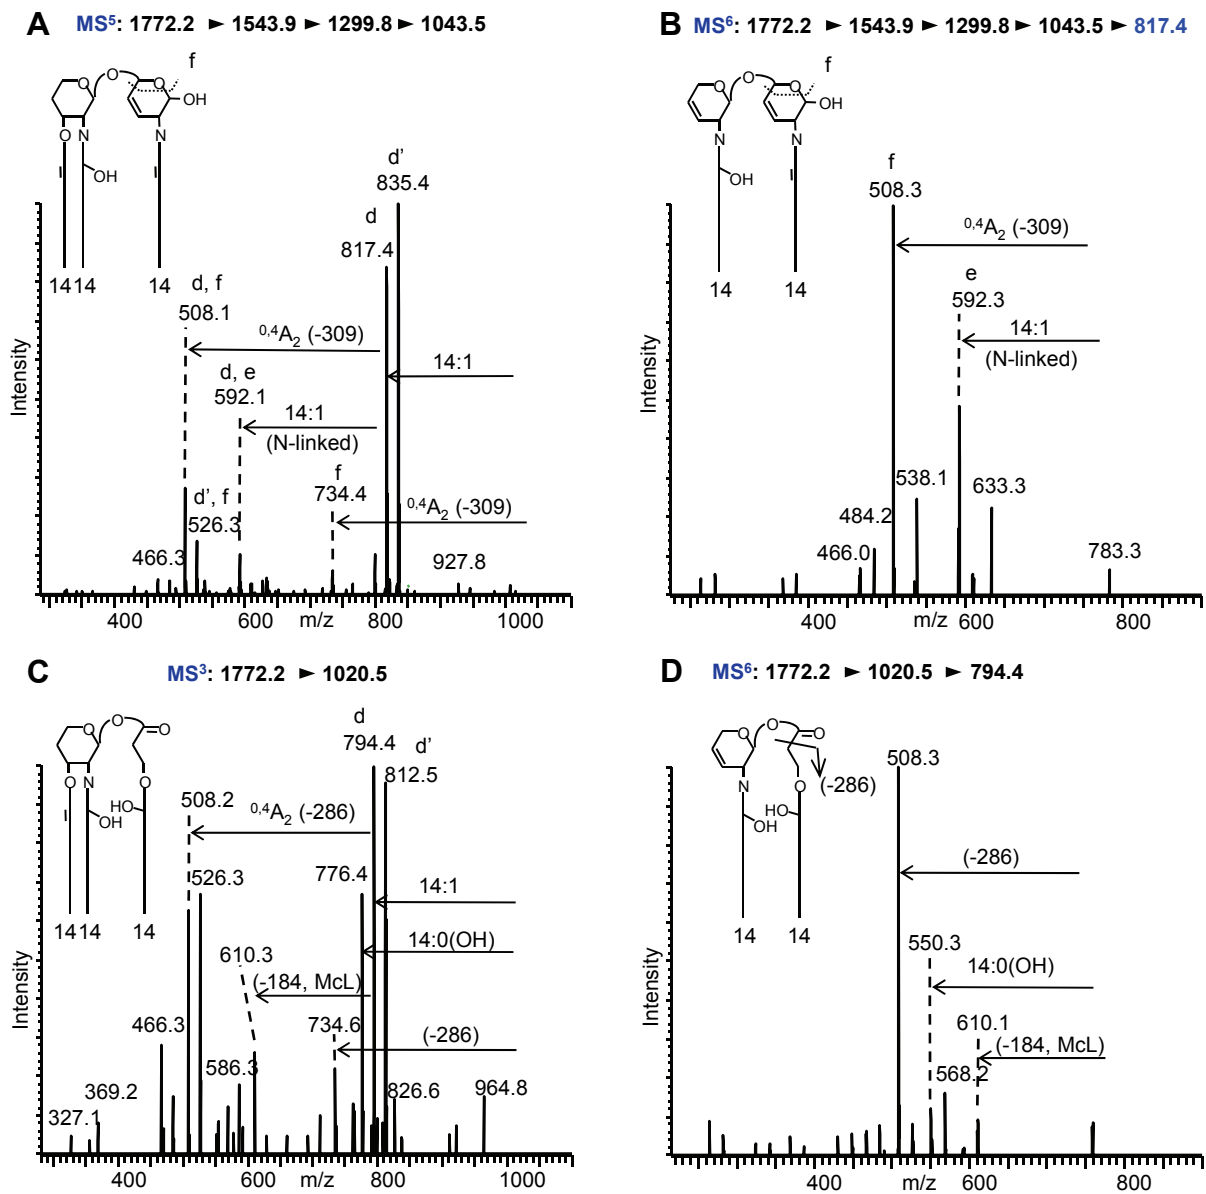 A MS⁵: 1772.2 ► 1543.9 ► 1299.8 ► 1043.5
f
O
O O
OH
O N N
I OH I
14 14 14
d'
835.4
d
817.4
d, f
508.1
0,4A₂ (-309)
14:1
d, e
592.1
14:1
(N-linked)
f
734.4
0,4A₂ (-309)
d', f
526.3
466.3
927.8
Intensity
400 600 m/z 800 1000
B MS⁶: 1772.2 ► 1543.9 ► 1299.8 ► 1043.5 ► 817.4
f
O
O O
OH
N N
OH I
14 14
f
508.3
0,4A₂ (-309)
e
592.3
14:1
(N-linked)
538.1
633.3
484.2
466.0
783.3
Intensity
400 m/z 600 800
C MS³: 1772.2 ► 1020.5
O
O O
O N O
I OH HO
14 14 14
d
794.4
d'
812.5
508.2
0,4A₂ (-286)
526.3
776.4
14:1
14:0(OH)
610.3
(-184, McL)
466.3
734.6
(-286)
586.3
369.2
327.1
826.6
964.8
Intensity
400 600 m/z 800 1000
D MS⁶: 1772.2 ► 1020.5 ► 794.4
O
O O
(-286)
N O
HO
OH
14 14
508.3
(-286)
550.3
14:0(OH)
610.1
(-184, McL)
568.2
Intensity
400 m/z 600 800